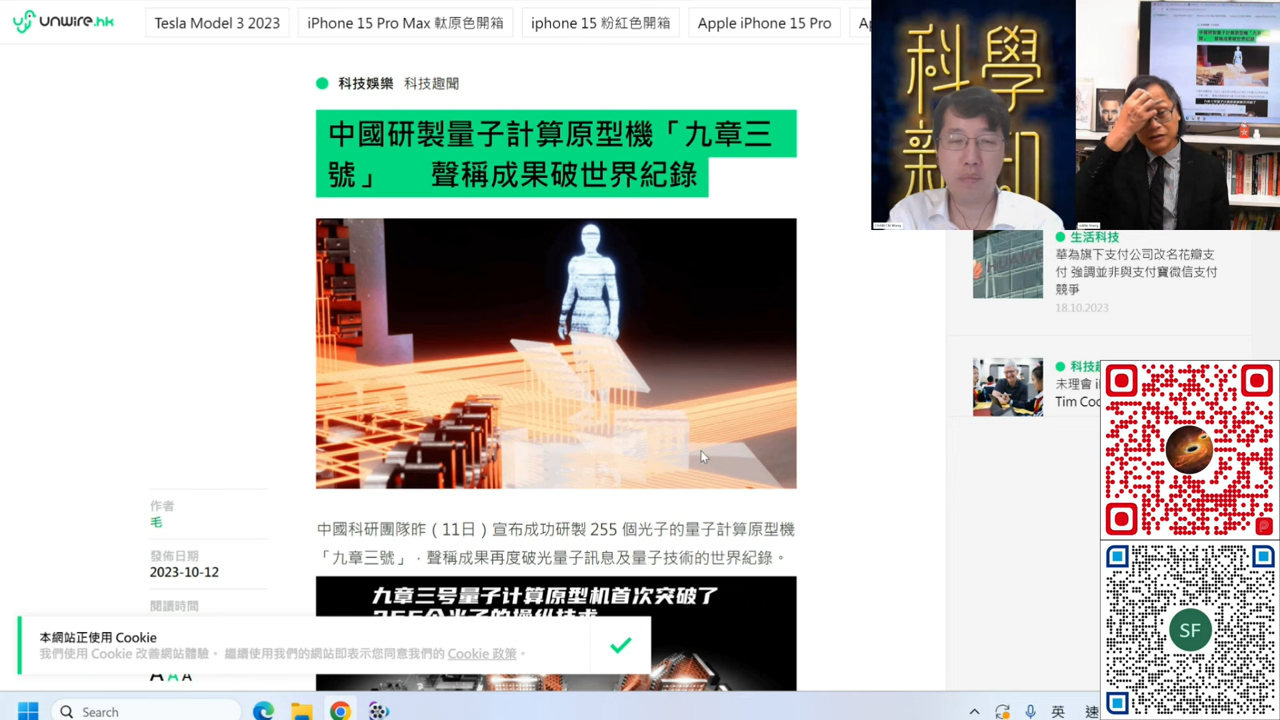 unwire.hk
Tesla Model 3 2023
iPhone 15 Pro Max 軚原色開箱
iphone 15 粉紅色開箱
Apple iPhone 15 Pro
科技娛樂 科技趣聞
中國研製量子計算原型機「九章三
號」 聲稱成果破世界紀錄
科學
新知
生活科技
華為旗下支付公司改名花瓣支
付 強調並非與支付寶微信支付
競爭
18.10.2023
未理會
Tim Coo
作者
毛
發佈日期
2023-10-12
閱讀時間
中國科研團隊昨（11日）宣布成功研製 255 個光子的量子計算原型機
「九章三號」，聲稱成果再度破光量子訊息及量子技術的世界紀錄。
九章三号量子计算原型机首次突破了
本網站正使用 Cookie
我們使用 Cookie 改善網站體驗。 繼續使用我們的網站即表示您同意我們的 Cookie 政策。
A A A
SF
Search
英
速